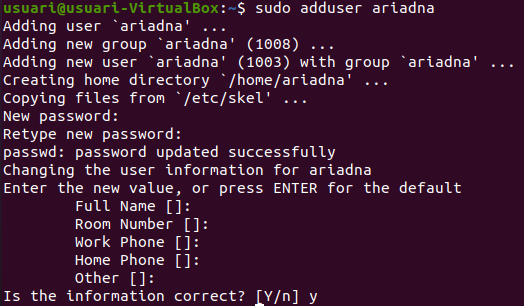 usuari@usuari-VirtualBox:~$ sudo adduser ariadna
Adding user `ariadna' ...
Adding new group `ariadna' (1008) ...
Adding new user `ariadna' (1003) with group `ariadna' ...
Creating home directory `/home/ariadna' ...
Copying files from `/etc/skel' ...
New password:
Retype new password:
passwd: password updated successfully
Changing the user information for ariadna
Enter the new value, or press ENTER for the default
        Full Name []:
        Room Number []:
        Work Phone []:
        Home Phone []:
        Other []:
Is the information correct? [Y/n] y